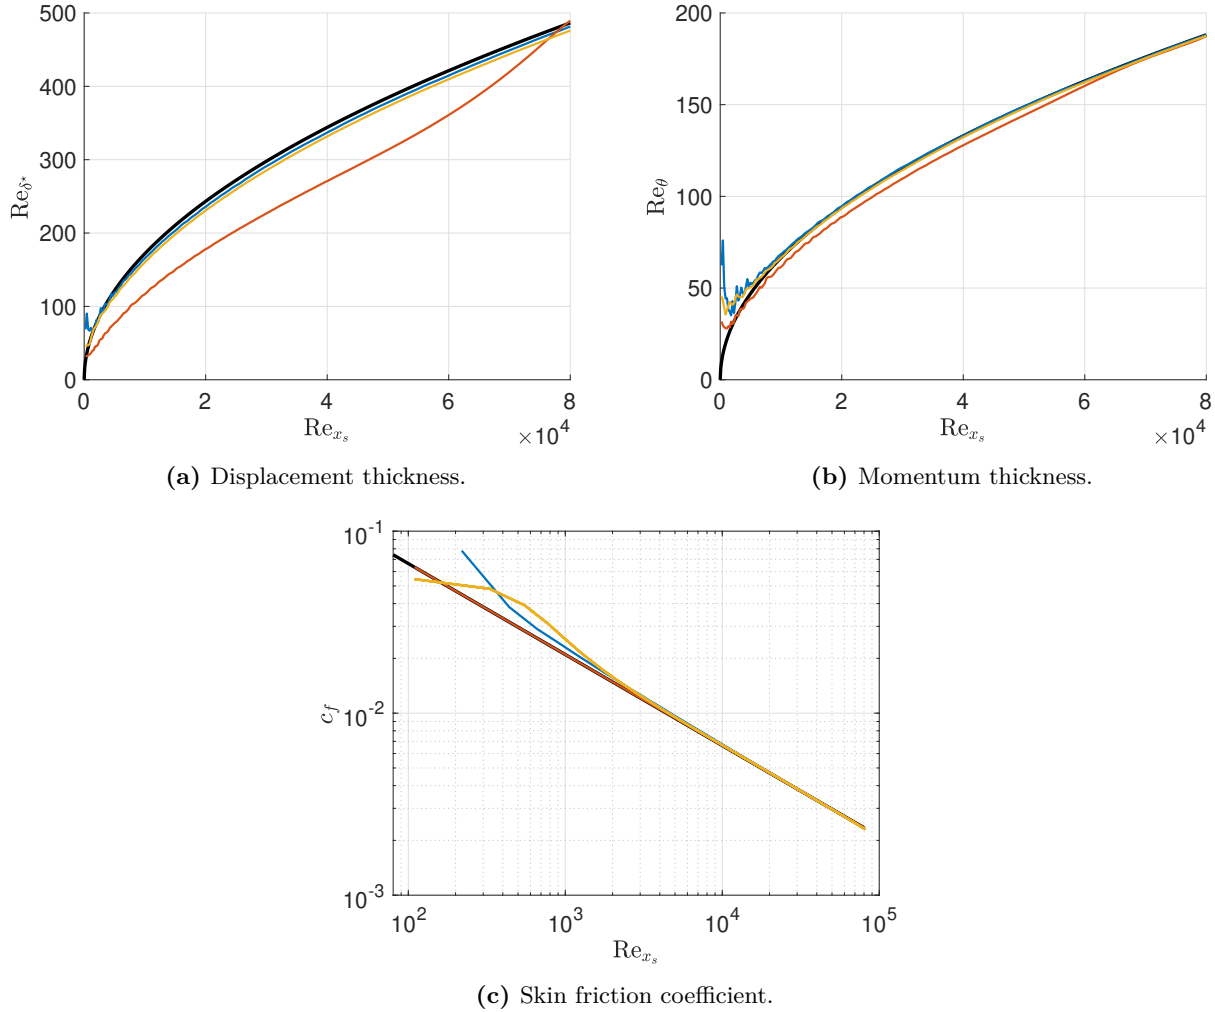 500
400
300
200
100
0
Re_{δ*}
0 2 4 6 8
Re_{x_s}
×10^4
(a) Displacement thickness.
200
150
100
50
0
Re_θ
0 2 4 6 8
Re_{x_s}
×10^4
(b) Momentum thickness.
10^{-1}
10^{-2}
10^{-3}
c_f
10^2 10^3 10^4 10^5
Re_{x_s}
(c) Skin friction coefficient.